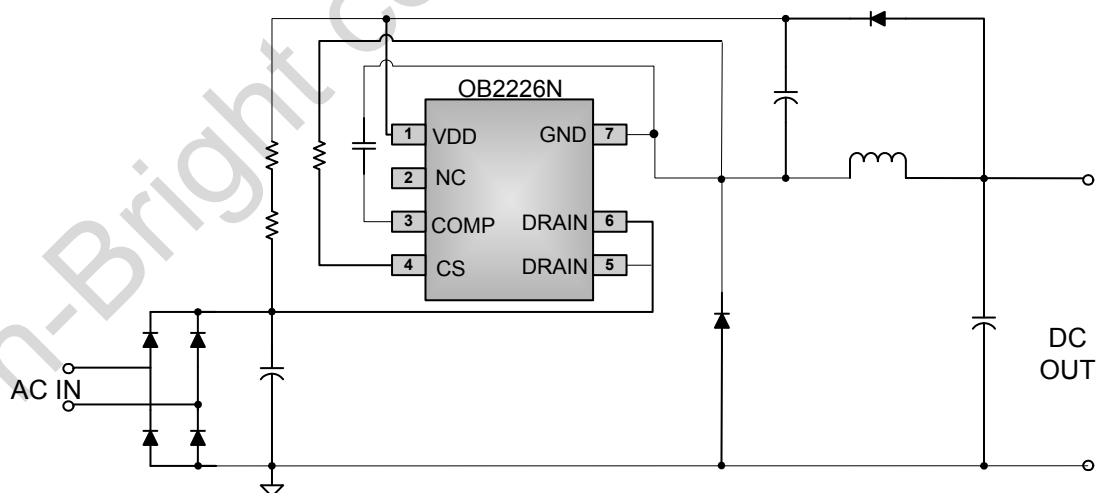 OB2226N
1 VDD
GND 7
2 NC
3 COMP
DRAIN 6
4 CS
DRAIN 5
AC IN
DC
OUT